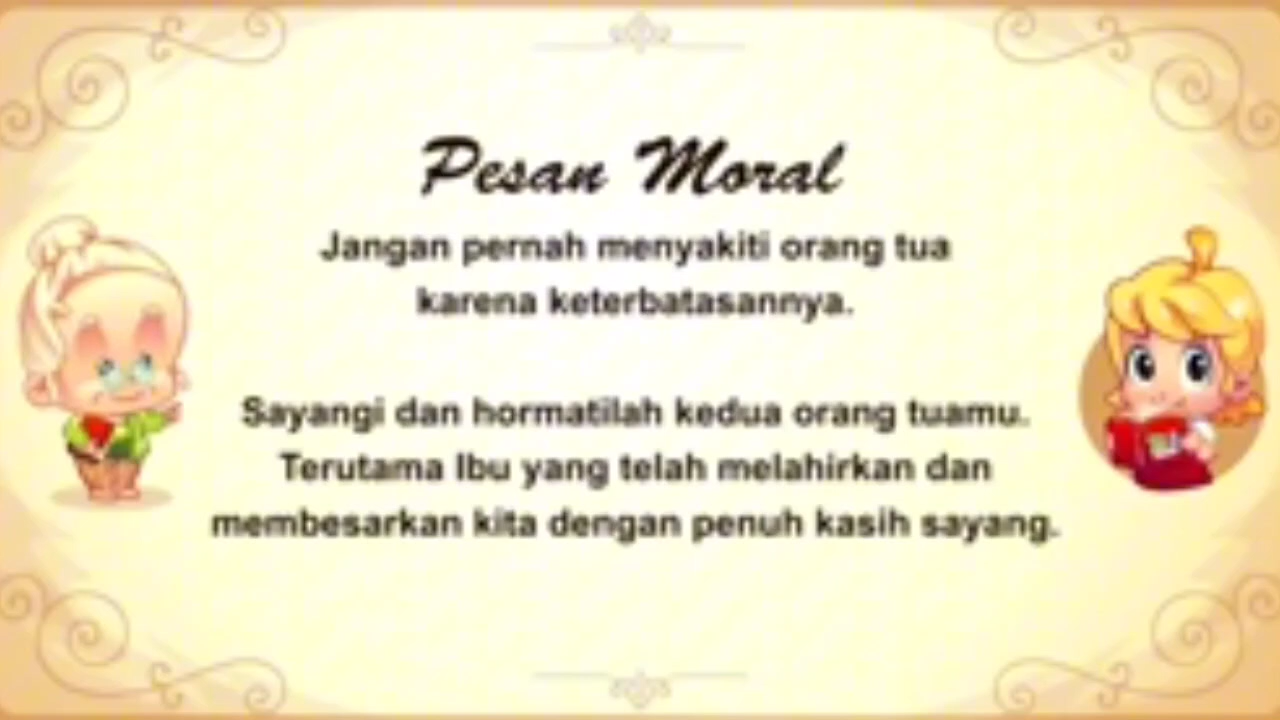 Pesan Moral
Jangan pernah menyakiti orang tua
karena keterbatasannya.
Sayangi dan hormatilah kedua orang tuamu.
Terutama Ibu yang telah melahirkan dan
membesarkan kita dengan penuh kasih sayang.